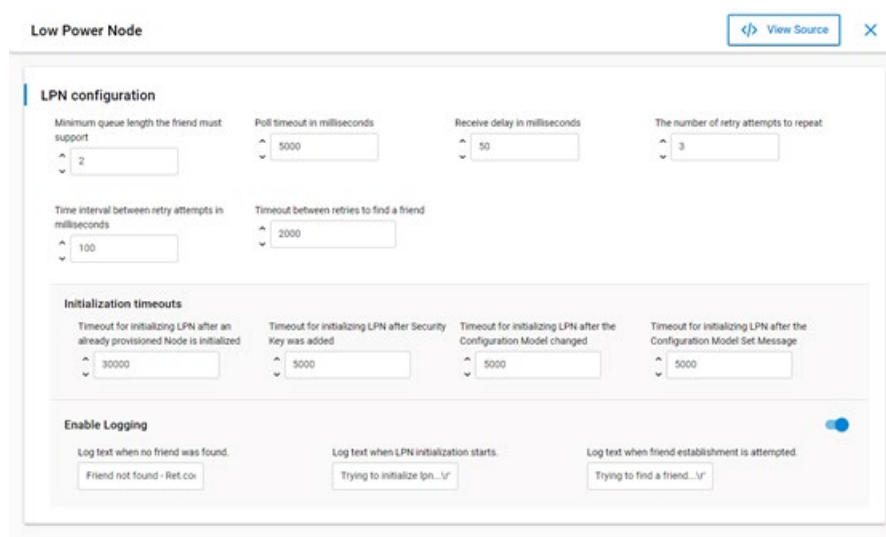 Low Power Node
</> View Source
LPN configuration
Minimum queue length the friend must
support
2
Poll timeout in milliseconds
5000
Receive delay in milliseconds
50
The number of retry attempts to repeat
3
Time interval between retry attempts in
milliseconds
100
Timeout between retries to find a friend
2000
Initialization timeouts
Timeout for initializing LPN after an
already provisioned Node is initialized
30000
Timeout for initializing LPN after Security
Key was added
5000
Timeout for initializing LPN after the
Configuration Model changed
5000
Timeout for initializing LPN after the
Configuration Model Set Message
5000
Enable Logging
Log text when no friend was found.
Friend not found - Ret.co
Log text when LPN initialization starts.
Trying to initialize lpn...\r
Log text when friend establishment is attempted.
Trying to find a friend...\r